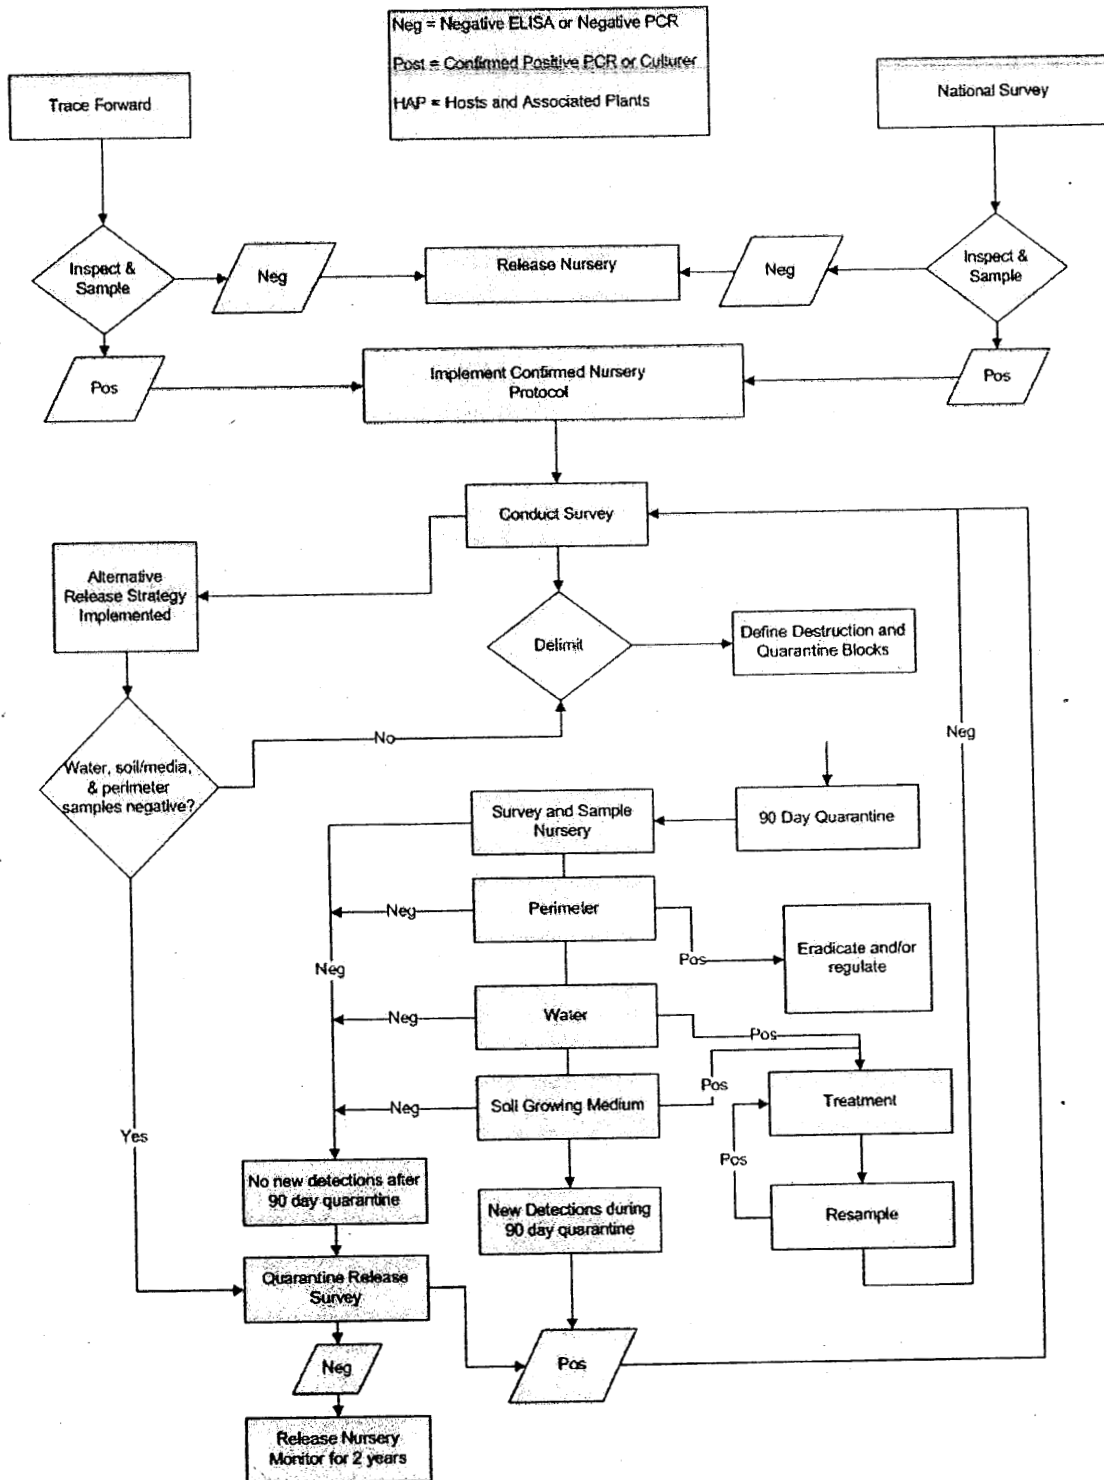 Neg = Negative ELISA or Negative PCR
Post = Confirmed Positive PCR or Culturer
HAP = Hosts and Associated Plants
Trace Forward
National Survey
Inspect &
Sample
Neg
Release Nursery
Neg
Inspect &
Sample
Pos
Implement Confirmed Nursery
Protocol
Pos
Conduct Survey
Alternative
Release Strategy
Implemented
Delimit
Define Destruction and
Quarantine Blocks
No
Neg
Water, soil/media,
& perimeter
samples negative?
Survey and Sample
Nursery
90 Day Quarantine
Neg
Perimeter
Pos
Eradicate and/or
regulate
Neg
Neg
Water
Pos
Neg
Soil Growing Medium
Pos
Treatment
Yes
Pos
No new detections after
90 day quarantine
New Detections during
90 day quarantine
Resample
Quarantine Release
Survey
Neg
Pos
Release Nursery
Monitor for 2 years